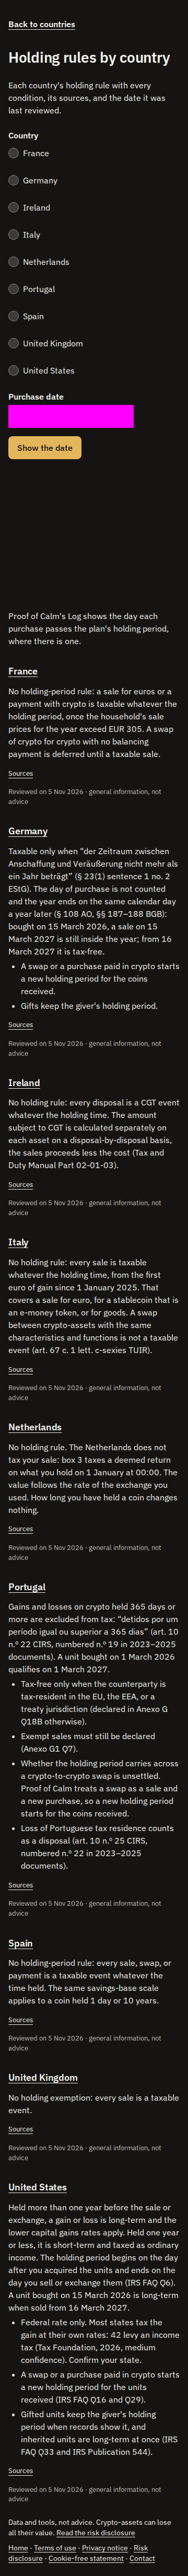 Back to countries
Holding rules by country
Each country's holding rule with every
condition, its sources, and the date it was
last reviewed.
Country
France
Germany
Ireland
Italy
Netherlands
Portugal
Spain
United Kingdom
United States
Purchase date
Show the date
Proof of Calm's Log shows the day each
purchase passes the plan's holding period,
where there is one.
France
No holding-period rule: a sale for euros or a
payment with crypto is taxable whatever the
holding period, once the household's sale
prices for the year exceed EUR 305. A swap
of crypto for crypto with no balancing
payment is deferred until a taxable sale.
Sources
Reviewed on 5 Nov 2026 · general information, not
advice
Germany
Taxable only when “der Zeitraum zwischen
Anschaffung und Veräußerung nicht mehr als
ein Jahr beträgt” (§ 23(1) sentence 1 no. 2
EStG). The day of purchase is not counted
and the year ends on the same calendar day
a year later (§ 108 AO, §§ 187–188 BGB):
bought on 15 March 2026, a sale on 15
March 2027 is still inside the year; from 16
March 2027 it is tax-free.
• A swap or a purchase paid in crypto starts
a new holding period for the coins
received.
• Gifts keep the giver's holding period.
Sources
Reviewed on 5 Nov 2026 · general information, not
advice
Ireland
No holding rule: every disposal is a CGT event
whatever the holding time. The amount
subject to CGT is calculated separately on
each asset on a disposal-by-disposal basis,
the sales proceeds less the cost (Tax and
Duty Manual Part 02-01-03).
Sources
Reviewed on 5 Nov 2026 · general information, not
advice
Italy
No holding rule: every sale is taxable
whatever the holding time, from the first
euro of gain since 1 January 2025. That
covers a sale for euro, for a stablecoin that is
an e-money token, or for goods. A swap
between crypto-assets with the same
characteristics and functions is not a taxable
event (art. 67 c. 1 lett. c-sexies TUIR).
Sources
Reviewed on 5 Nov 2026 · general information, not
advice
Netherlands
No holding rule. The Netherlands does not
tax your sale: box 3 taxes a deemed return
on what you hold on 1 January at 00:00. The
value follows the rate of the exchange you
used. How long you have held a coin changes
nothing.
Sources
Reviewed on 5 Nov 2026 · general information, not
advice
Portugal
Gains and losses on crypto held 365 days or
more are excluded from tax: “detidos por um
período igual ou superior a 365 dias” (art. 10
n.º 22 CIRS, numbered n.º 19 in 2023–2025
documents). A unit bought on 1 March 2026
qualifies on 1 March 2027.
• Tax-free only when the counterparty is
tax-resident in the EU, the EEA, or a
treaty jurisdiction (declared in Anexo G
Q18B otherwise).
• Exempt sales must still be declared
(Anexo G1 Q7).
• Whether the holding period carries across
a crypto-to-crypto swap is unsettled.
Proof of Calm treats a swap as a sale and
a new purchase, so a new holding period
starts for the coins received.
• Loss of Portuguese tax residence counts
as a disposal (art. 10 n.º 25 CIRS,
numbered n.º 22 in 2023–2025
documents).
Sources
Reviewed on 5 Nov 2026 · general information, not
advice
Spain
No holding-period rule: every sale, swap, or
payment is a taxable event whatever the
time held. The same savings-base scale
applies to a coin held 1 day or 10 years.
Sources
Reviewed on 5 Nov 2026 · general information, not
advice
United Kingdom
No holding exemption: every sale is a taxable
event.
Sources
Reviewed on 5 Nov 2026 · general information, not
advice
United States
Held more than one year before the sale or
exchange, a gain or loss is long-term and the
lower capital gains rates apply. Held one year
or less, it is short-term and taxed as ordinary
income. The holding period begins on the day
after you acquired the units and ends on the
day you sell or exchange them (IRS FAQ Q6).
A unit bought on 15 March 2026 is long-term
when sold from 16 March 2027.
• Federal rate only. Most states tax the
gain at their own rates: 42 levy an income
tax (Tax Foundation, 2026, medium
confidence). Confirm your state.
• A swap or a purchase paid in crypto starts
a new holding period for the units
received (IRS FAQ Q16 and Q29).
• Gifted units keep the giver's holding
period when records show it, and
inherited units are long-term at once (IRS
FAQ Q33 and IRS Publication 544).
Sources
Reviewed on 5 Nov 2026 · general information, not
advice
Data and tools, not advice. Crypto-assets can lose
all their value. Read the risk disclosure
Home · Terms of use · Privacy notice · Risk
disclosure · Cookie-free statement · Contact